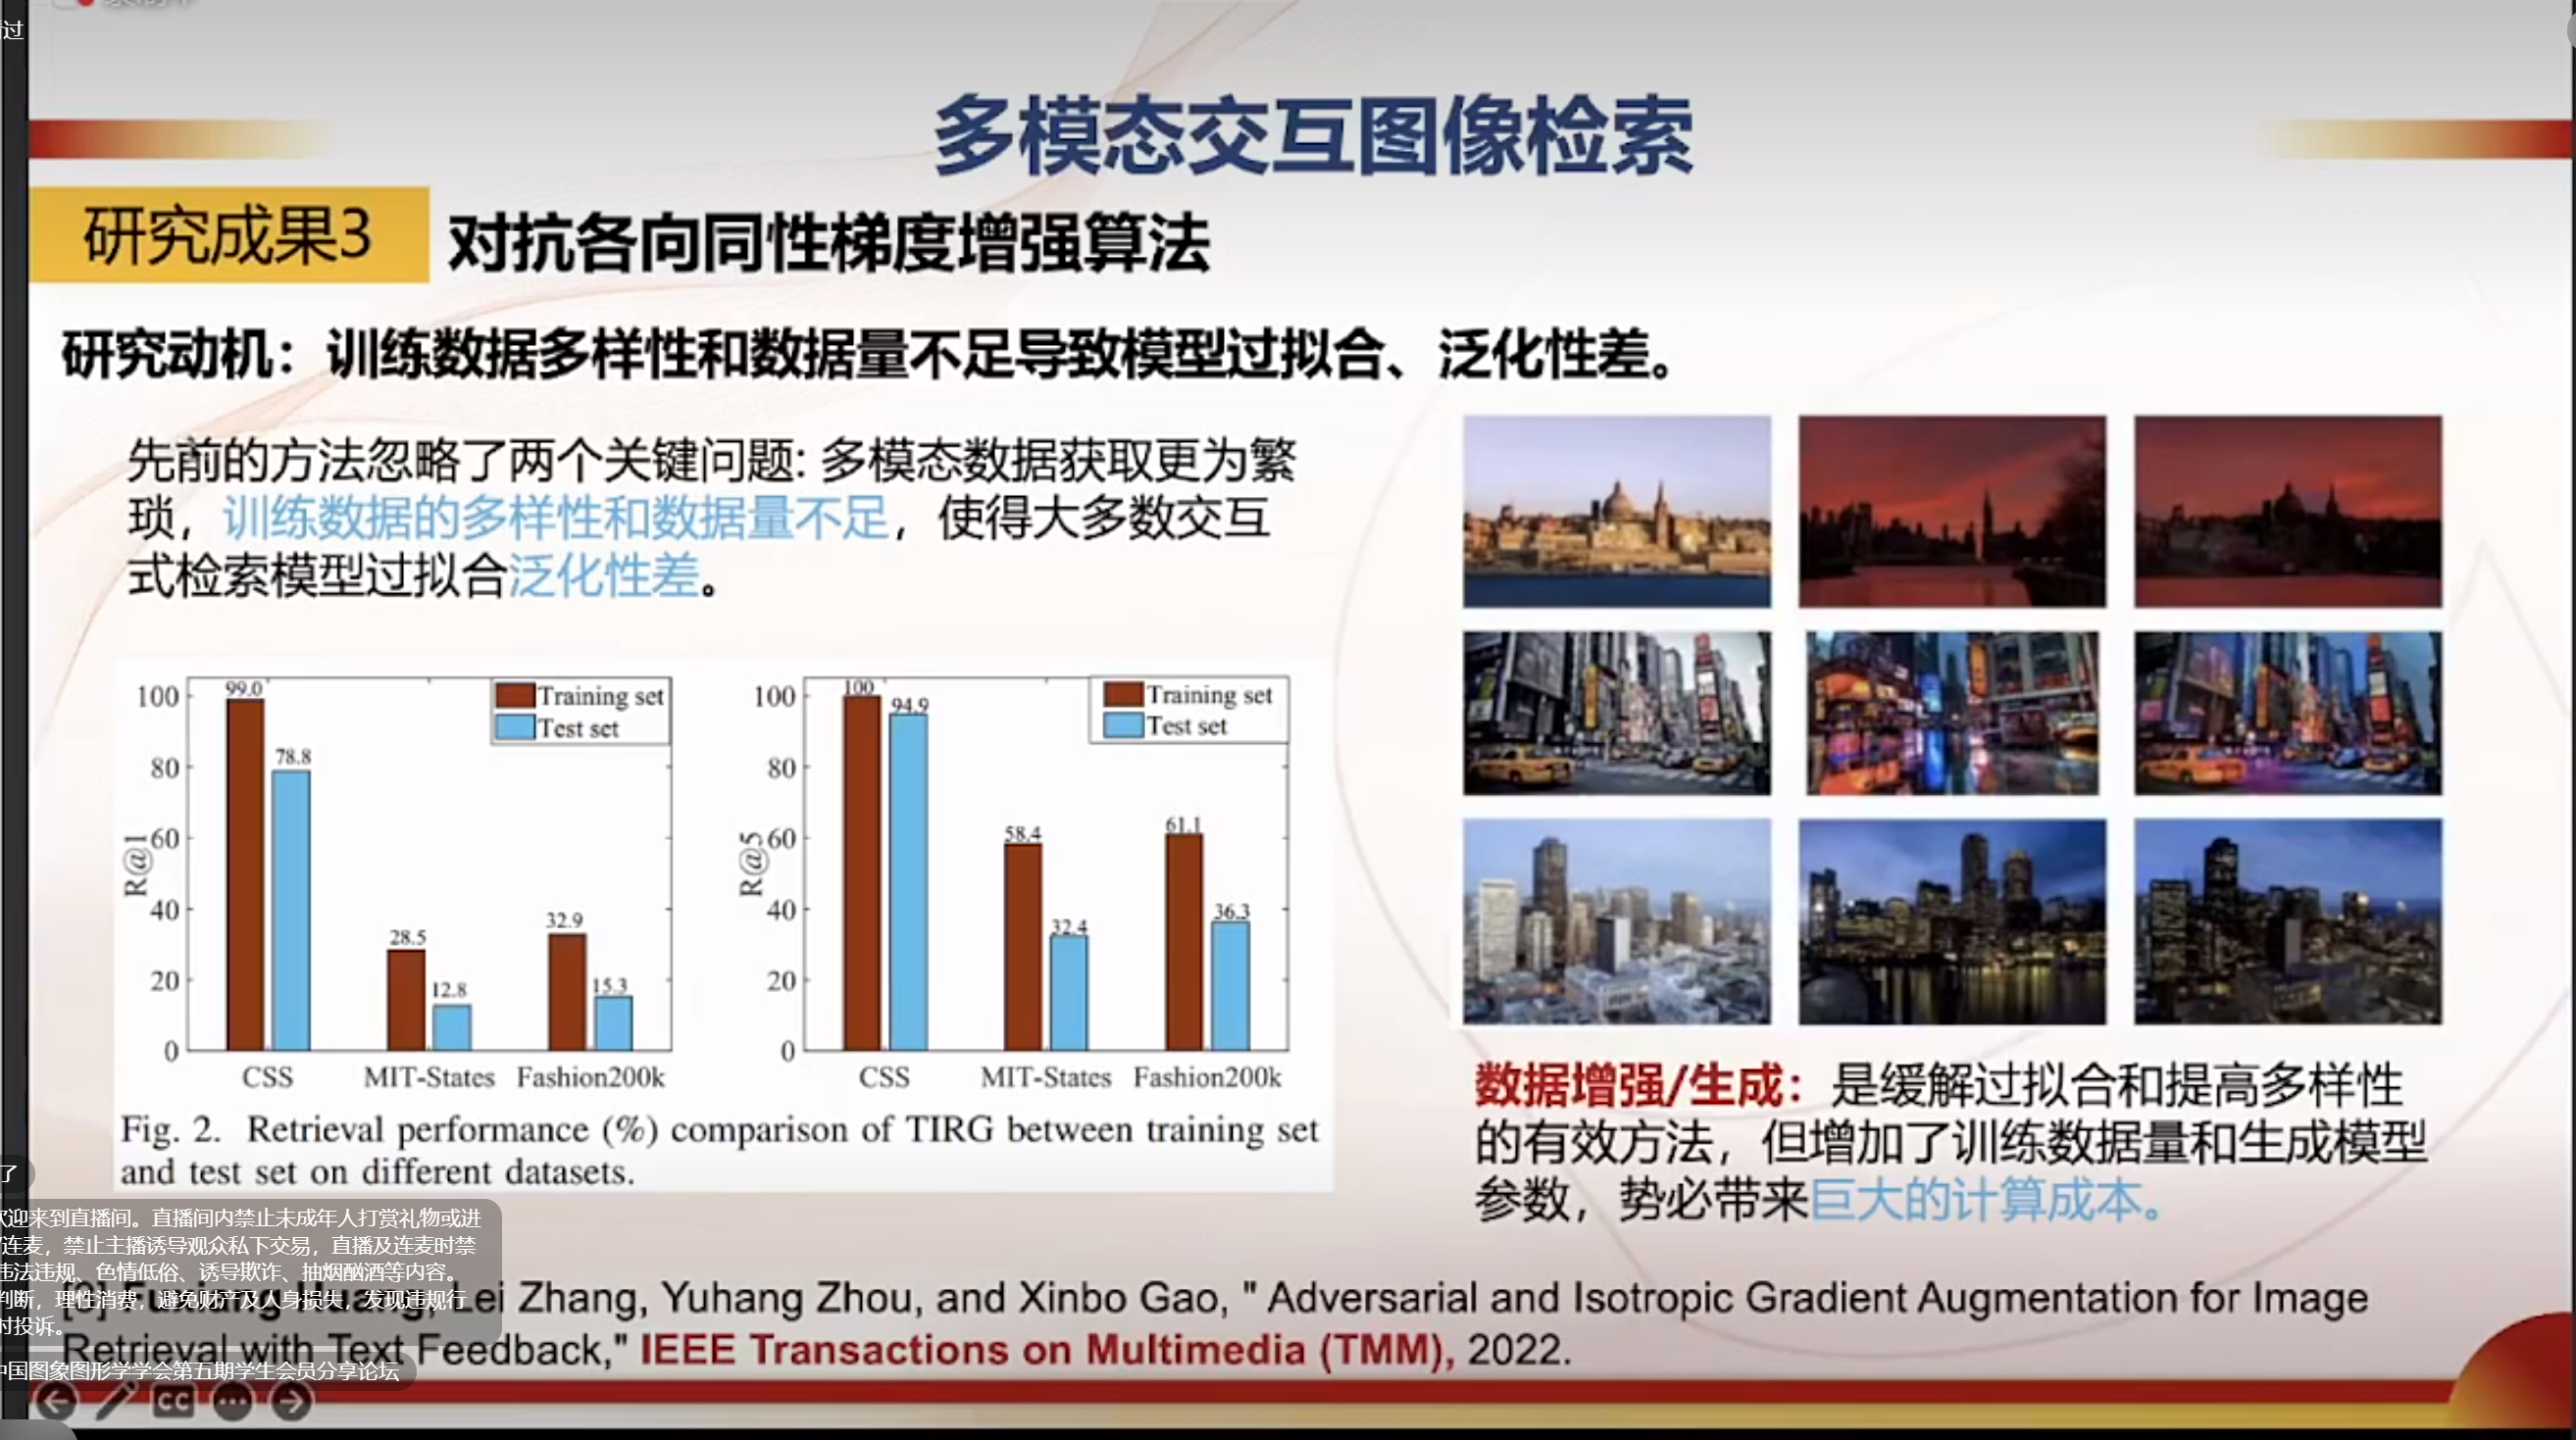 过
多模态交互图像检索
研究成果3
对抗各向同性梯度增强算法
研究动机：训练数据多样性和数据量不足导致模型过拟合、泛化性差。
先前的方法忽略了两个关键问题: 多模态数据获取更为繁
琐，训练数据的多样性和数据量不足，使得大多数交互
式检索模型过拟合泛化性差。
100
80
60
40
20
0
R@1
99.0
78.8
28.5
12.8
32.9
15.3
Training set
Test set
CSS MIT-States Fashion200k
100
80
60
40
20
0
R@5
100
94.9
58.4
32.4
61.1
36.3
Training set
Test set
CSS MIT-States Fashion200k
Fig. 2. Retrieval performance (%) comparison of TIRG between training set
and test set on different datasets.
数据增强/生成：是缓解过拟合和提高多样性
的有效方法，但增加了训练数据量和生成模型
参数，势必带来巨大的计算成本。
了
迎来到直播间。直播间内禁止未成年人打赏礼物或进
连麦，禁止主播诱导观众私下交易，直播及连麦时禁
违法违规、色情低俗、诱导欺诈、抽烟酗酒等内容。
判断，理性消费，避免财产及人身损失，发现违规行
时投诉。
Lei Zhang, Yuhang Zhou, and Xinbo Gao, " Adversarial and Isotropic Gradient Augmentation for Image
Retrieval with Text Feedback," IEEE Transactions on Multimedia (TMM), 2022.
中国图象图形学学会第五期学生会员分享论坛
CC